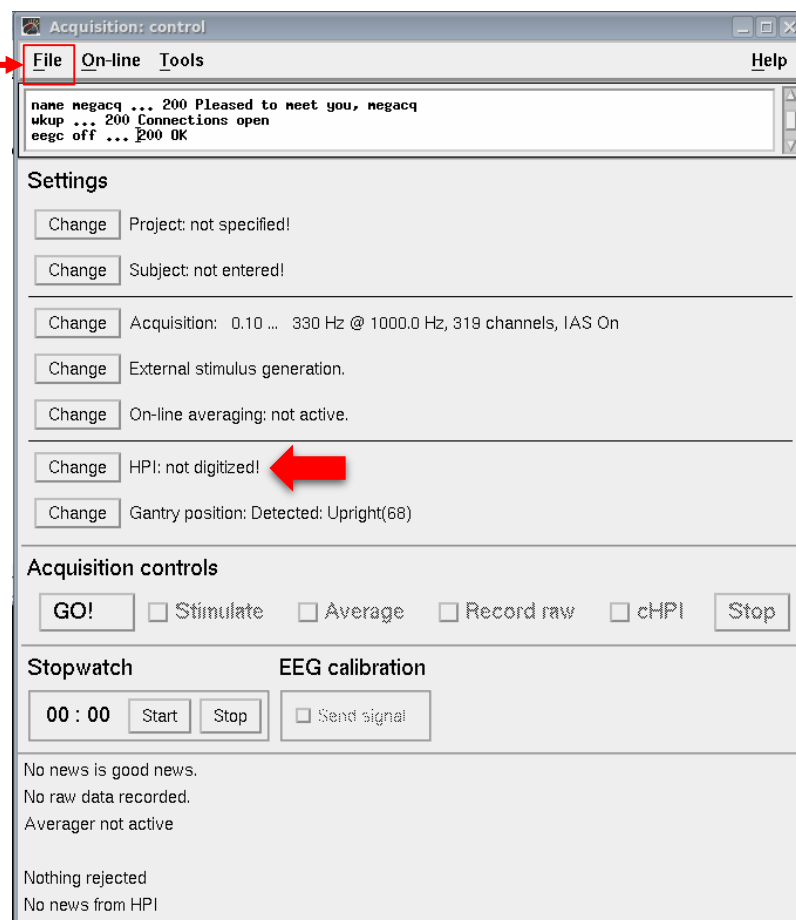 Acquisition: control
File On-line Tools Help
name megacq ... 200 Pleased to meet you, megacq
wkup ... 200 Connections open
eegc off ... 200 OK
Settings
Change Project: not specified!
Change Subject: not entered!
Change Acquisition: 0.10 ... 330 Hz @ 1000.0 Hz, 319 channels, IAS On
Change External stimulus generation.
Change On-line averaging: not active.
Change HPI: not digitized!
Change Gantry position: Detected: Upright(68)
Acquisition controls
GO! Stimulate Average Record raw cHPI Stop
Stopwatch EEG calibration
00 : 00 Start Stop Send signal
No news is good news.
No raw data recorded.
Averager not active
Nothing rejected
No news from HPI